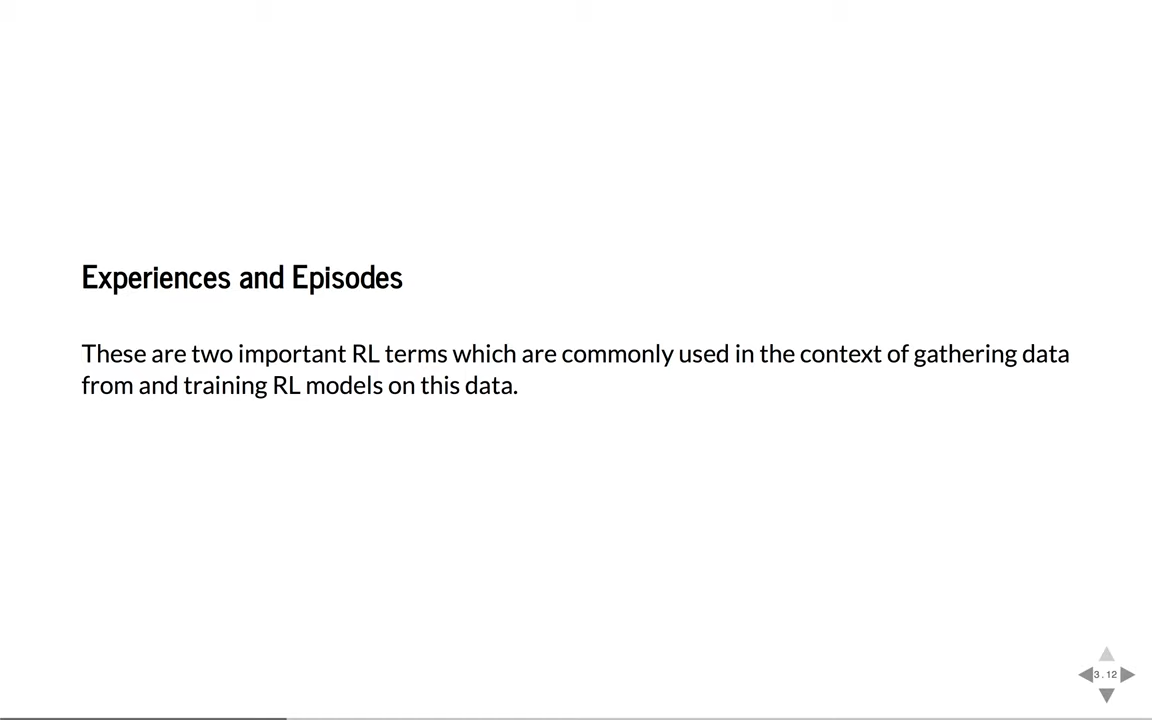 Experiences and Episodes
These are two important RL terms which are commonly used in the context of gathering data
from and training RL models on this data.
3.12